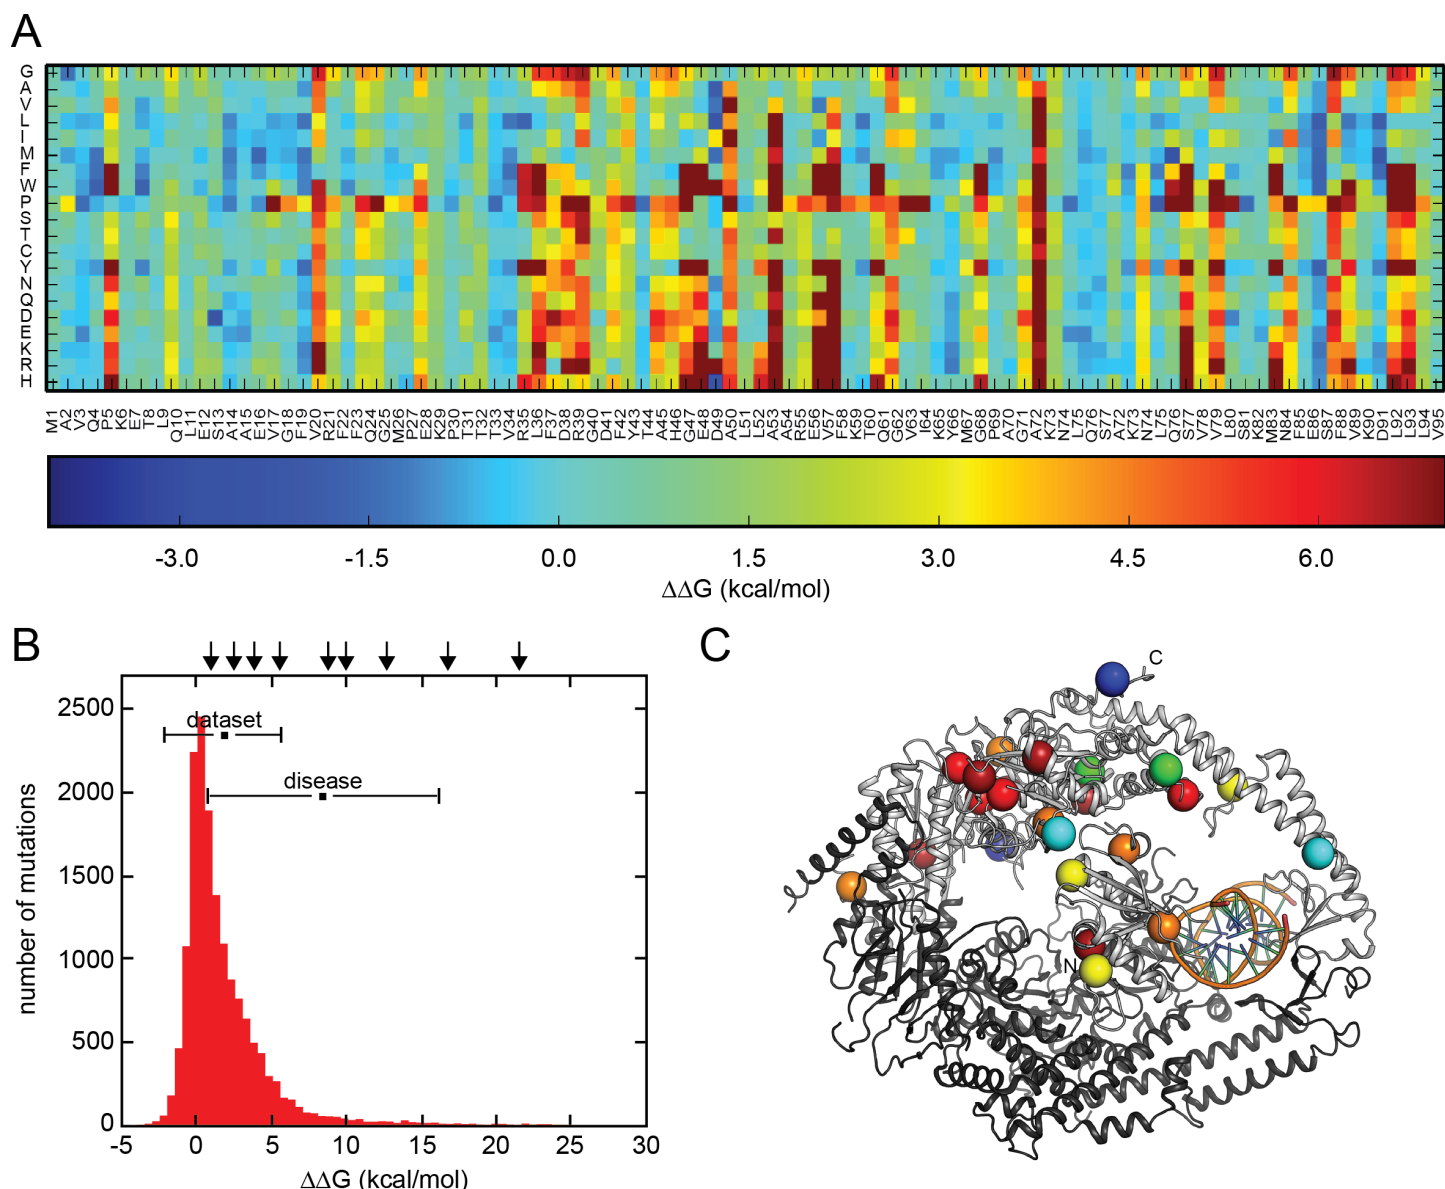 A
G
A
V
L
I
M
F
W
P
S
T
C
Y
N
Q
D
E
K
R
H
M1 A2 V3 Q4 P5 K6 E7 T8 L9 Q10 L11 E12 S13 A14 A15 E16 V17 G18 F19 V20 R21 F22 F23 Q24 G25 M26 P27 E28 K29 P30 T31 T32 T33 V34 R35 L36 F37 D38 R39 G40 D41 F42 Y43 T44 A45 H46 G47 E48 D49 A50 L51 L52 A53 A54 R55 E56 V57 F58 K59 T60 Q61 G62 V63 I64 K65 Y66 M67 G68 P69 A70 G71 A72 K73 N74 L75 Q76 S77 A72 K73 N74 L75 Q76 S77 V78 V79 L80 S81 K82 M83 N84 F85 E86 S87 F88 V89 K90 D91 L92 L93 L94 V95
-3.0 -1.5 0.0 1.5 3.0 4.5 6.0
ΔΔG (kcal/mol)
B
2500
2000
1500
1000
500
0
number of mutations
dataset
disease
-5 0 5 10 15 20 25 30
ΔΔG (kcal/mol)
C
C
N